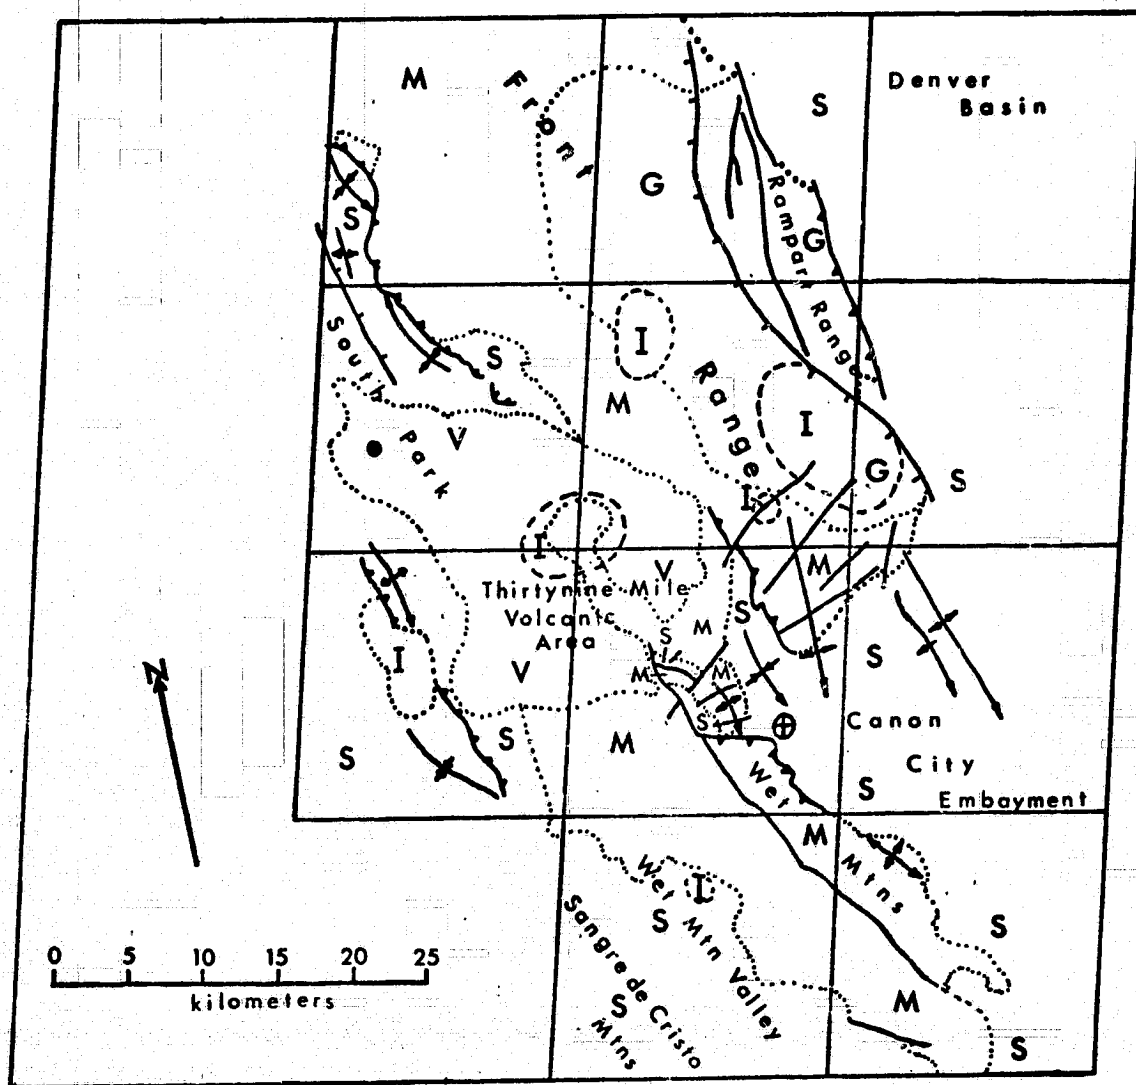 M
Front
Denver
Basin
S
G
S
Rampart Range
G
I
South
S
Range
M
I
V
Park
G
S
I
I
M
Thirtynine Mile
V
Volcanic
Area
S
M
S
S
I
V
M
M
S
Canon
S
S
M
City
Wet
S
Embayment
M
Mtns
Wet Mtn Valley
I
S
S
Sangre de Cristo
Mtns
S
M
S
N
0 5 10 15 20 25
kilometers